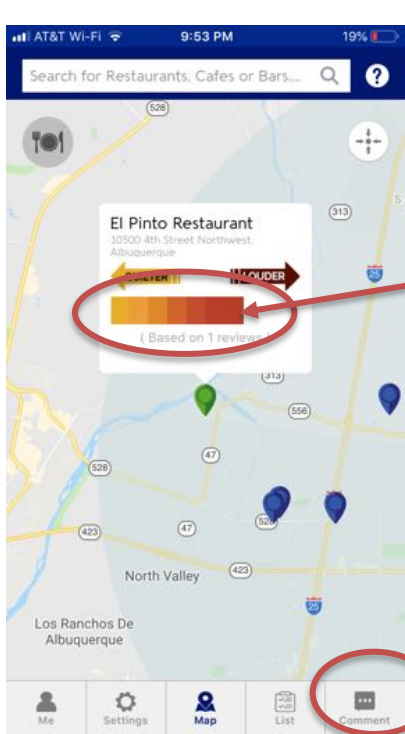 AT&T Wi-Fi 9:53 PM 19%
Search for Restaurants, Cafes or Bars....
?
528
313
El Pinto Restaurant
10500 4th Street Northwest,
Albuquerque
QUIETER LOUDER
25
( Based on 1 reviews )
313
556
47
528
47
528
423
423
North Valley
25
Los Ranchos De
Albuquerque
Me Settings Map List Comment